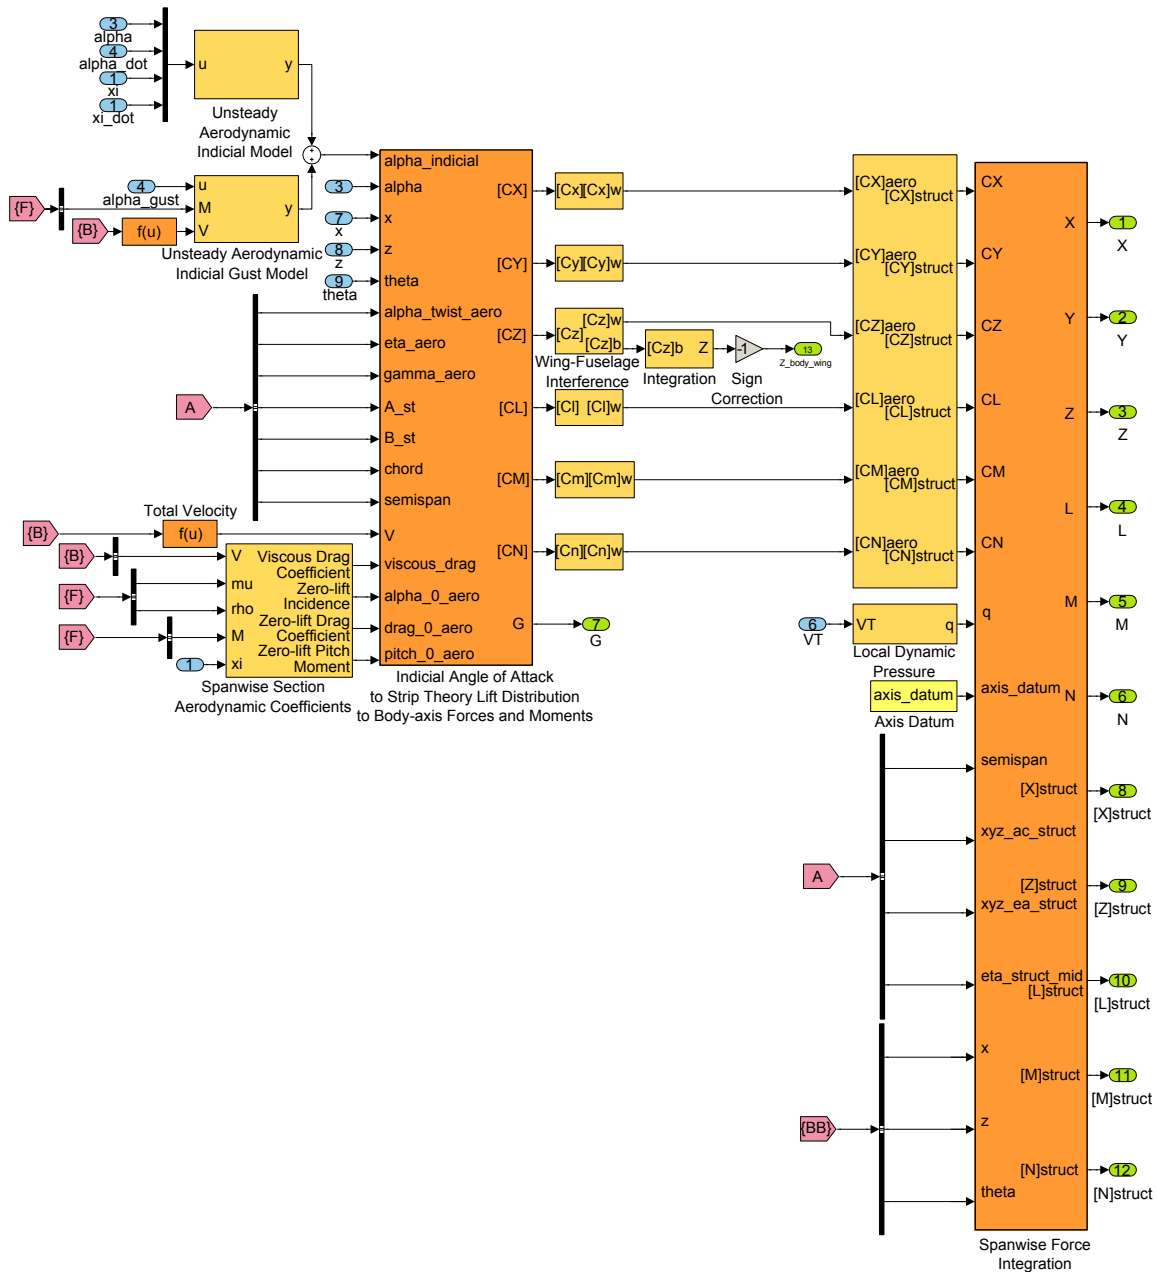 3
alpha
4
alpha_dot
1
xi
1
xi_dot
u
y
Unsteady
Aerodynamic
Indicial Model
+
+
4
alpha_gust
{F}
{B}
f(u)
u
M
V
y
Unsteady Aerodynamic
Indicial Gust Model
3
7
x
8
z
9
theta
A
Total Velocity
{B}
f(u)
{B}
{F}
{F}
1
V
mu
rho
M
xi
Viscous Drag
Coefficient
Zero-lift
Incidence
Zero-lift Drag
Coefficient
Zero-lift Pitch
Moment
Spanwise Section
Aerodynamic Coefficients
alpha_indicial
alpha
x
z
theta
alpha_twist_aero
eta_aero
gamma_aero
A_st
B_st
chord
semispan
V
viscous_drag
alpha_0_aero
drag_0_aero
pitch_0_aero
[CX]
[CY]
[CZ]
[CL]
[CM]
[CN]
G
Indicial Angle of Attack
to Strip Theory Lift Distribution
to Body-axis Forces and Moments
7
G
[Cx][Cx]w
[Cy][Cy]w
[Cz]
[Cz]w
[Cz]b
Wing-Fuselage
Interference
[Cz]b Z
Integration
-1
Sign
Correction
13
Z_body_wing
[Cl] [Cl]w
[Cm][Cm]w
[Cn][Cn]w
[CX]aero
[CX]struct
[CY]aero
[CY]struct
[CZ]aero
[CZ]struct
[CL]aero
[CL]struct
[CM]aero
[CM]struct
[CN]aero
[CN]struct
6
VT
VT q
Local Dynamic
Pressure
axis_datum
Axis Datum
A
{BB}
CX
CY
CZ
CL
CM
CN
q
axis_datum
semispan
xyz_ac_struct
xyz_ea_struct
eta_struct_mid
x
z
theta
X
Y
Z
L
M
N
[X]struct
[Z]struct
[L]struct
[M]struct
[N]struct
Spanwise Force
Integration
1
X
2
Y
3
Z
4
L
5
M
6
N
8
[X]struct
9
[Z]struct
10
[L]struct
11
[M]struct
12
[N]struct